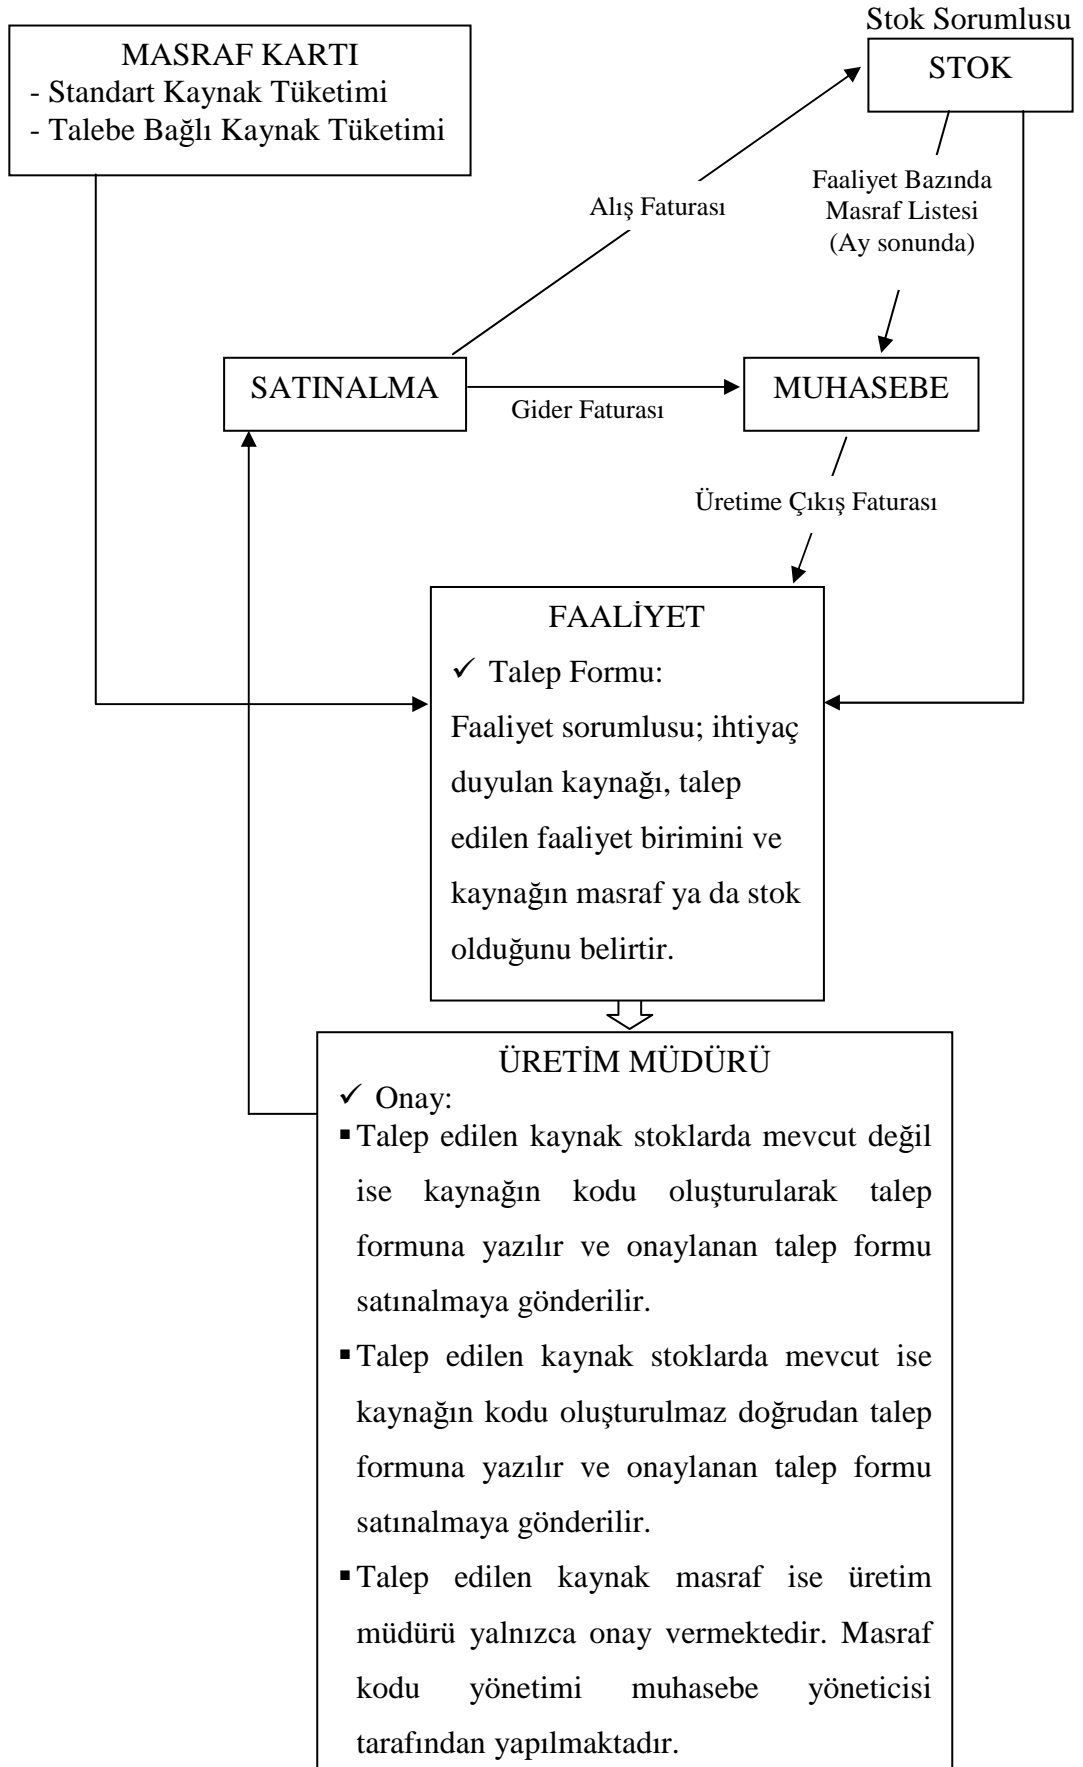 Stok Sorumlusu
MASRAF KARTI
- Standart Kaynak Tüketimi
- Talebe Bağlı Kaynak Tüketimi
STOK
Alış Faturası
Faaliyet Bazında
Masraf Listesi
(Ay sonunda)
SATINALMA
Gider Faturası
MUHASEBE
Üretime Çıkış Faturası
FAALİYET
✓ Talep Formu:
Faaliyet sorumlusu; ihtiyaç
duyulan kaynağı, talep
edilen faaliyet birimini ve
kaynağın masraf ya da stok
olduğunu belirtir.
ÜRETİM MÜDÜRÜ
✓ Onay:
▪ Talep edilen kaynak stoklarda mevcut değil
ise kaynağın kodu oluşturularak talep
formuna yazılır ve onaylanan talep formu
satınalmaya gönderilir.
▪ Talep edilen kaynak stoklarda mevcut ise
kaynağın kodu oluşturulmaz doğrudan talep
formuna yazılır ve onaylanan talep formu
satınalmaya gönderilir.
▪ Talep edilen kaynak masraf ise üretim
müdürü yalnızca onay vermektedir. Masraf
kodu yönetimi muhasebe yöneticisi
tarafından yapılmaktadır.